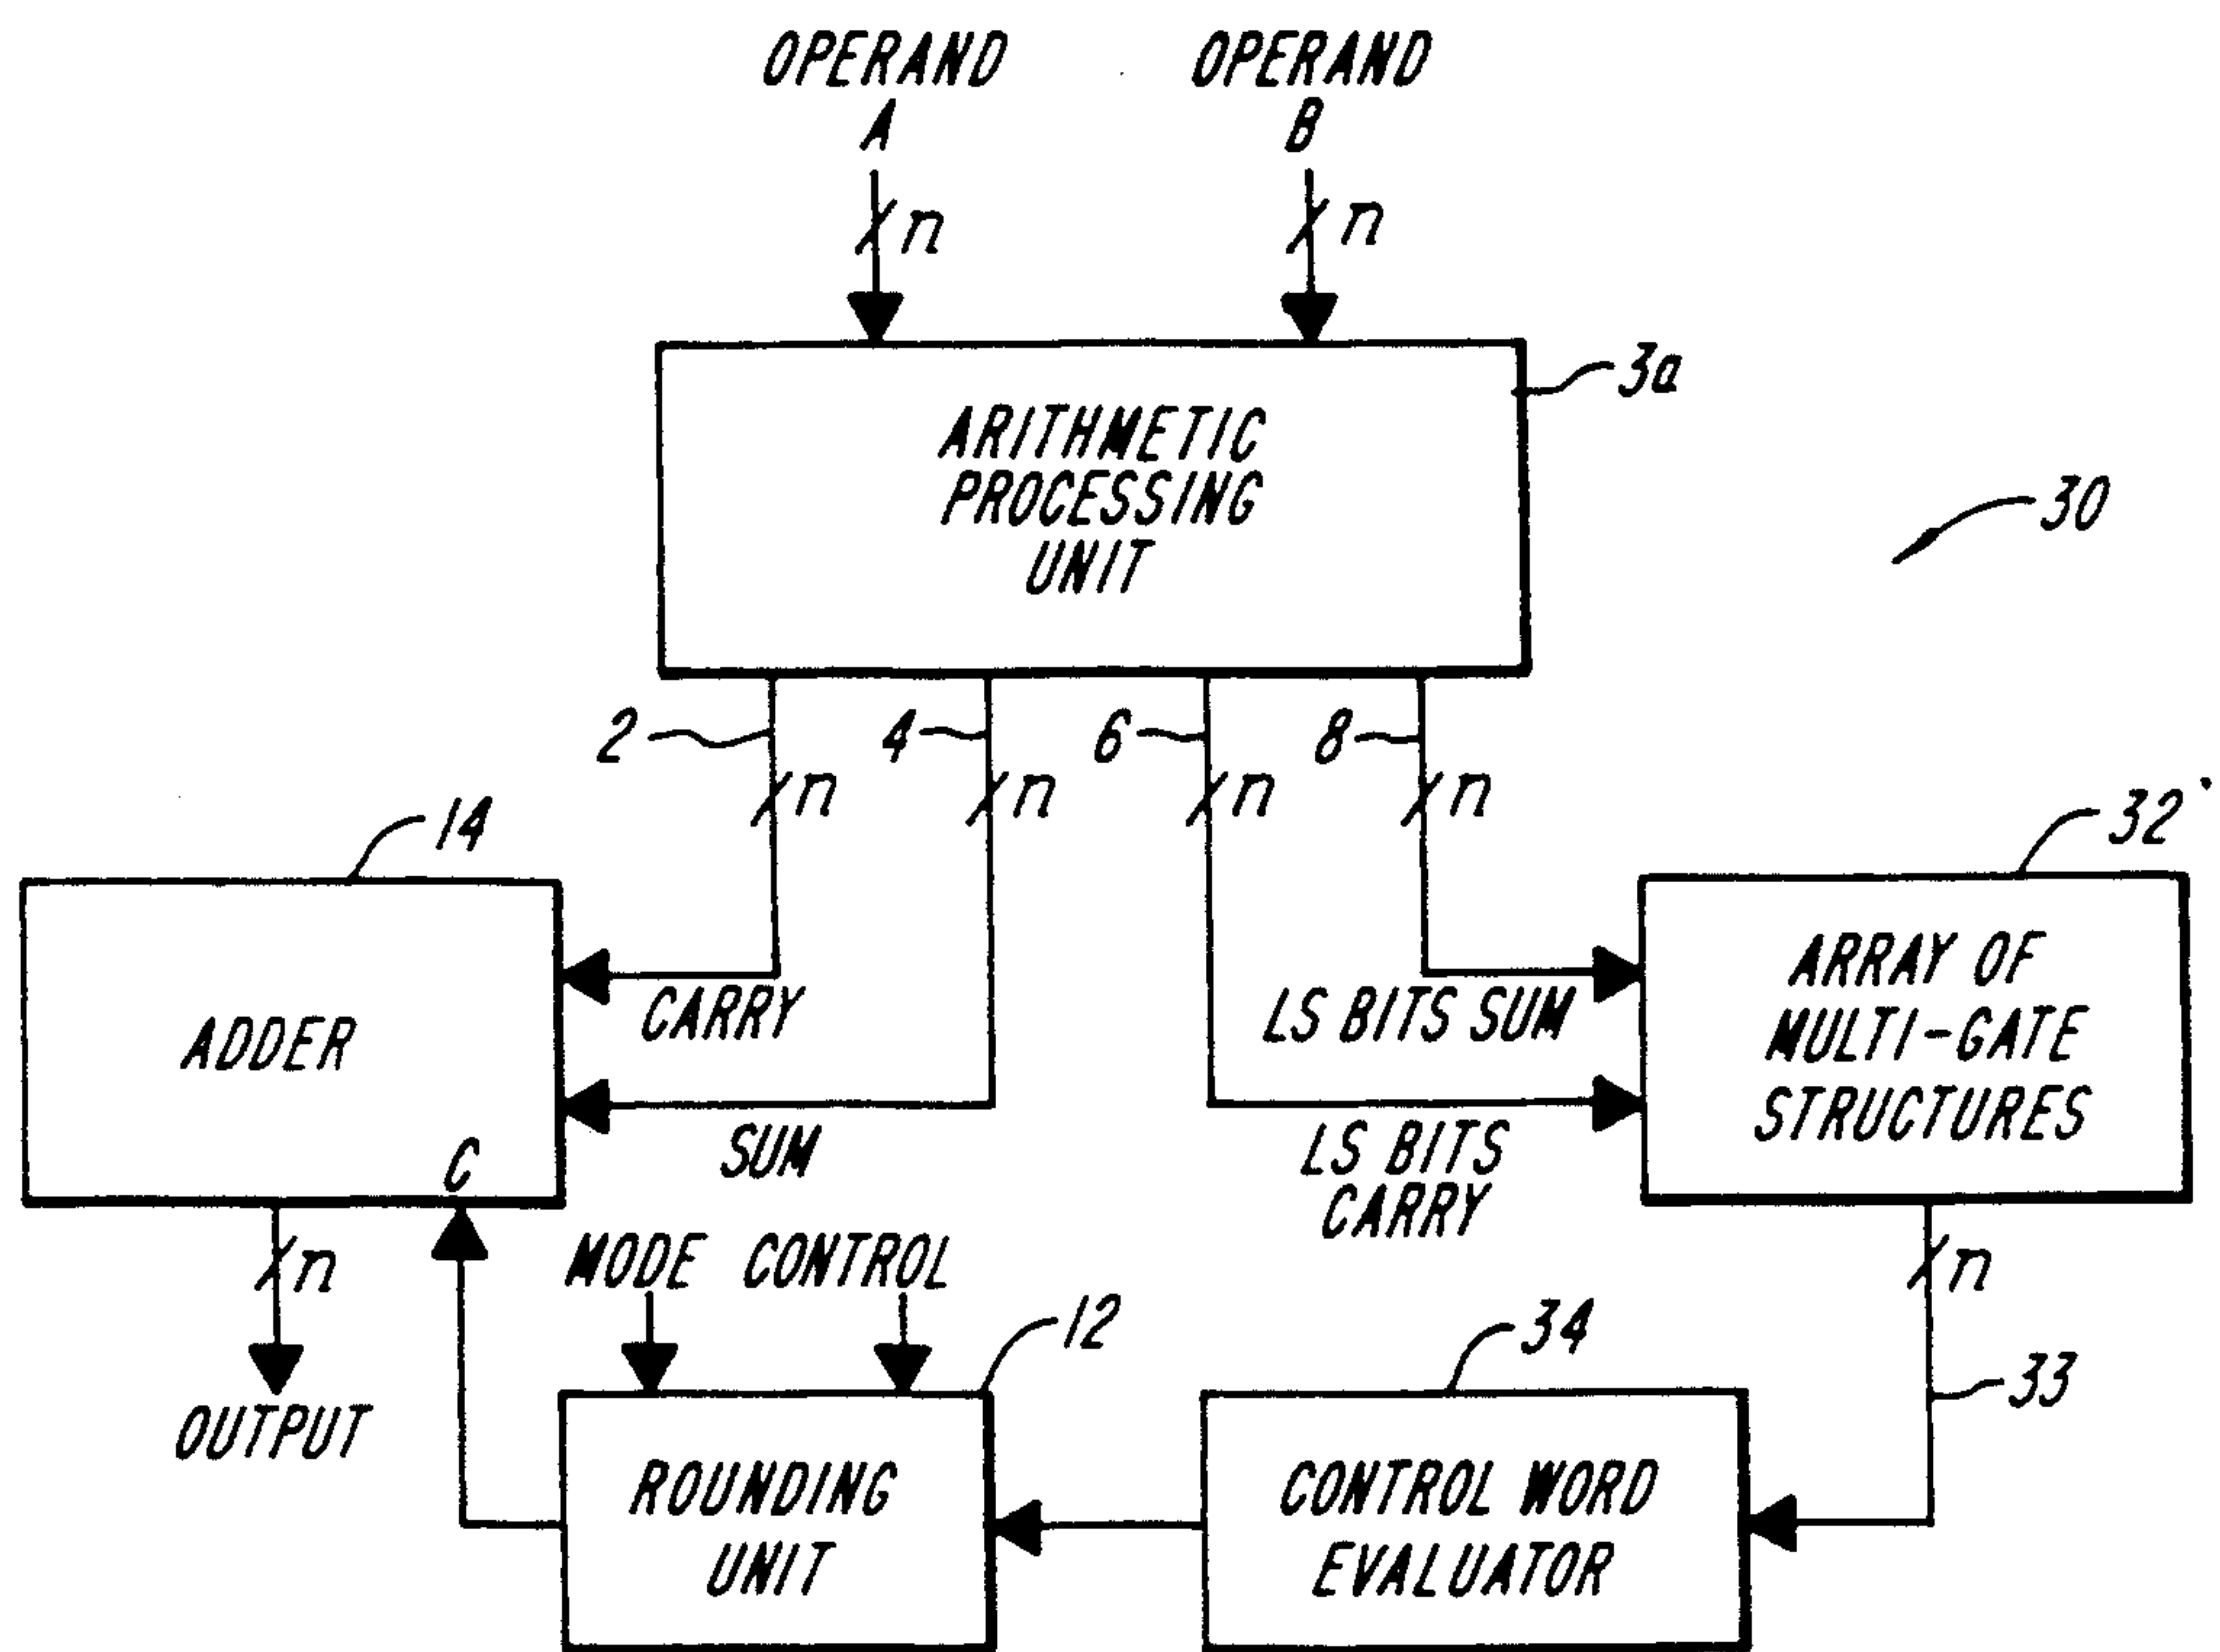 OPERAND
A
OPERAND
B
n
n
3a
ARITHMETIC
PROCESSING
UNIT
30
2
4
6
8
n
n
n
n
14
32
ADDER
C
CARRY
SUM
LS BITS SUM
LS BITS
CARRY
ARRAY OF
MULTI-GATE
STRUCTURES
n
OUTPUT
MODE CONTROL
12
34
n
33
ROUNDING
UNIT
CONTROL WORD
EVALUATOR